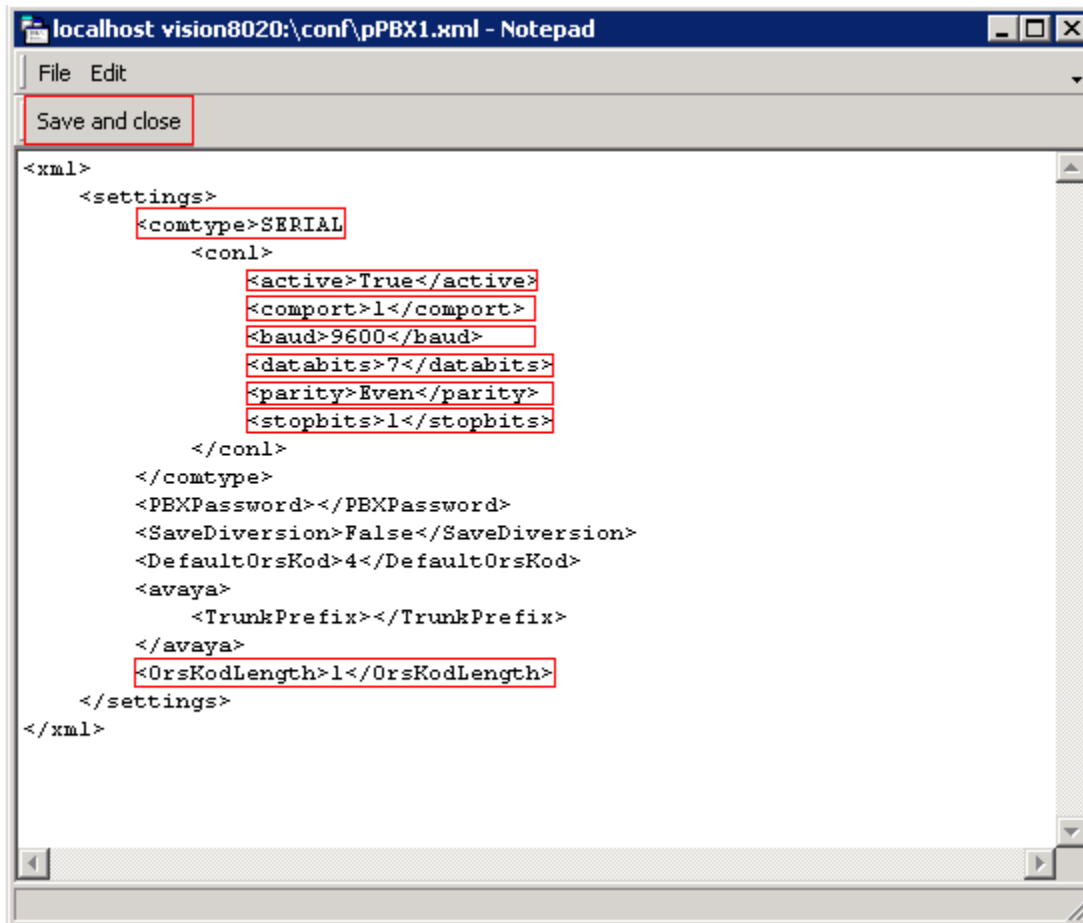 localhost vision8020:\conf\pPBX1.xml - Notepad
File Edit
Save and close
<xml>
<settings>
<comtype>SERIAL
<con1>
<active>True</active>
<comport>1</comport>
<baud>9600</baud>
<databits>7</databits>
<parity>Even</parity>
<stopbits>1</stopbits>
</con1>
</comtype>
<PBXPassword></PBXPassword>
<SaveDiversion>False</SaveDiversion>
<DefaultOrsKod>4</DefaultOrsKod>
<avaya>
<TrunkPrefix></TrunkPrefix>
</avaya>
<OrsKodLength>1</OrsKodLength>
</settings>
</xml>